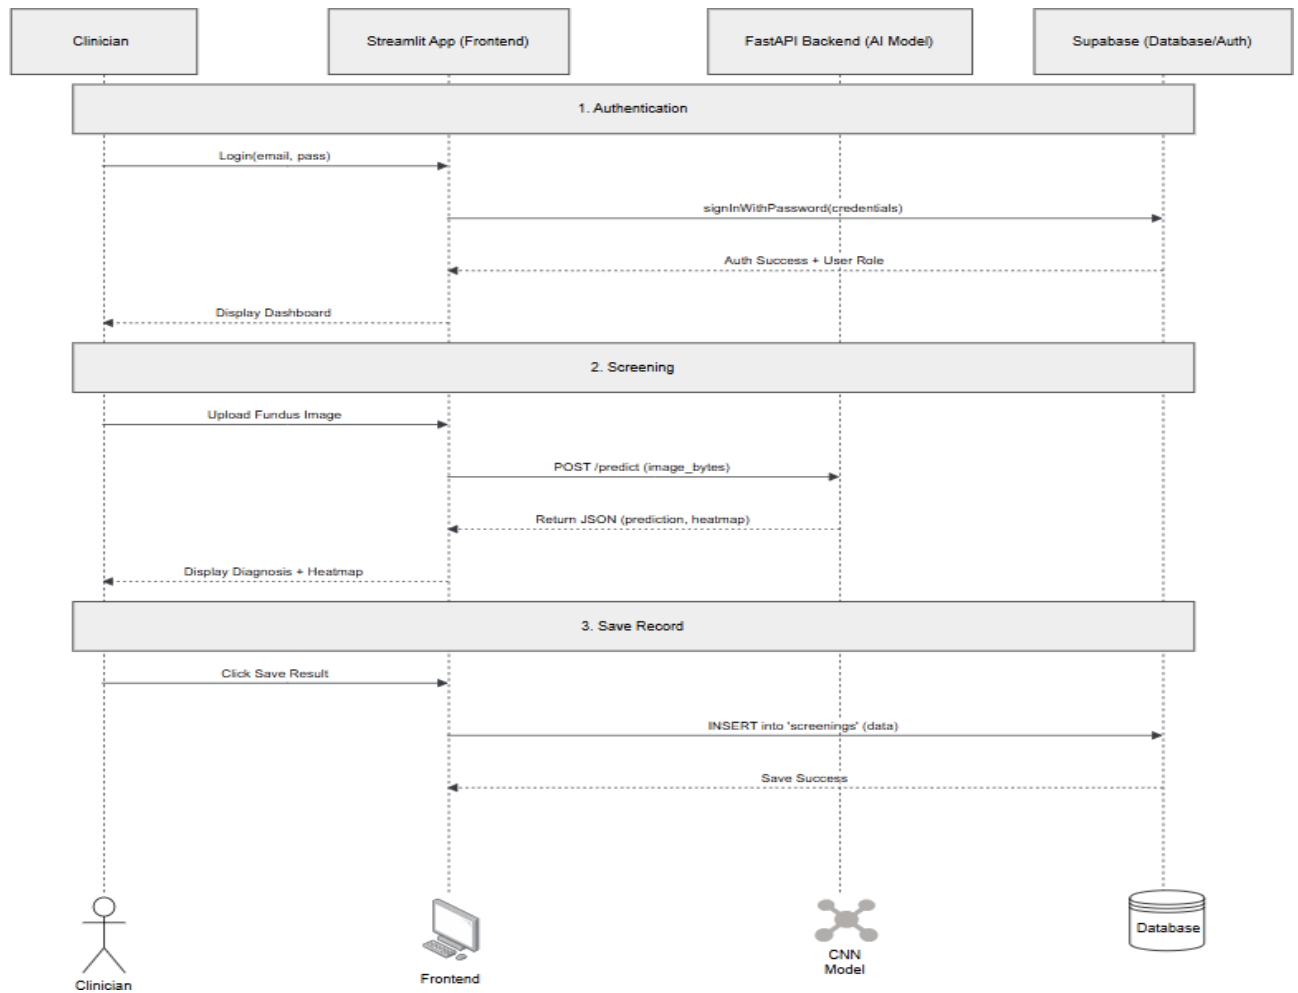 Clinician
Streamlit App (Frontend)
FastAPI Backend (AI Model)
Supabase (Database/Auth)
1. Authentication
Login(email, pass)
signInWithPassword(credentials)
Auth Success + User Role
Display Dashboard
2. Screening
Upload Fundus Image
POST /predict (image_bytes)
Return JSON (prediction, heatmap)
Display Diagnosis + Heatmap
3. Save Record
Click Save Result
INSERT into 'screenings' (data)
Save Success
Clinician
Frontend
CNN
Model
Database